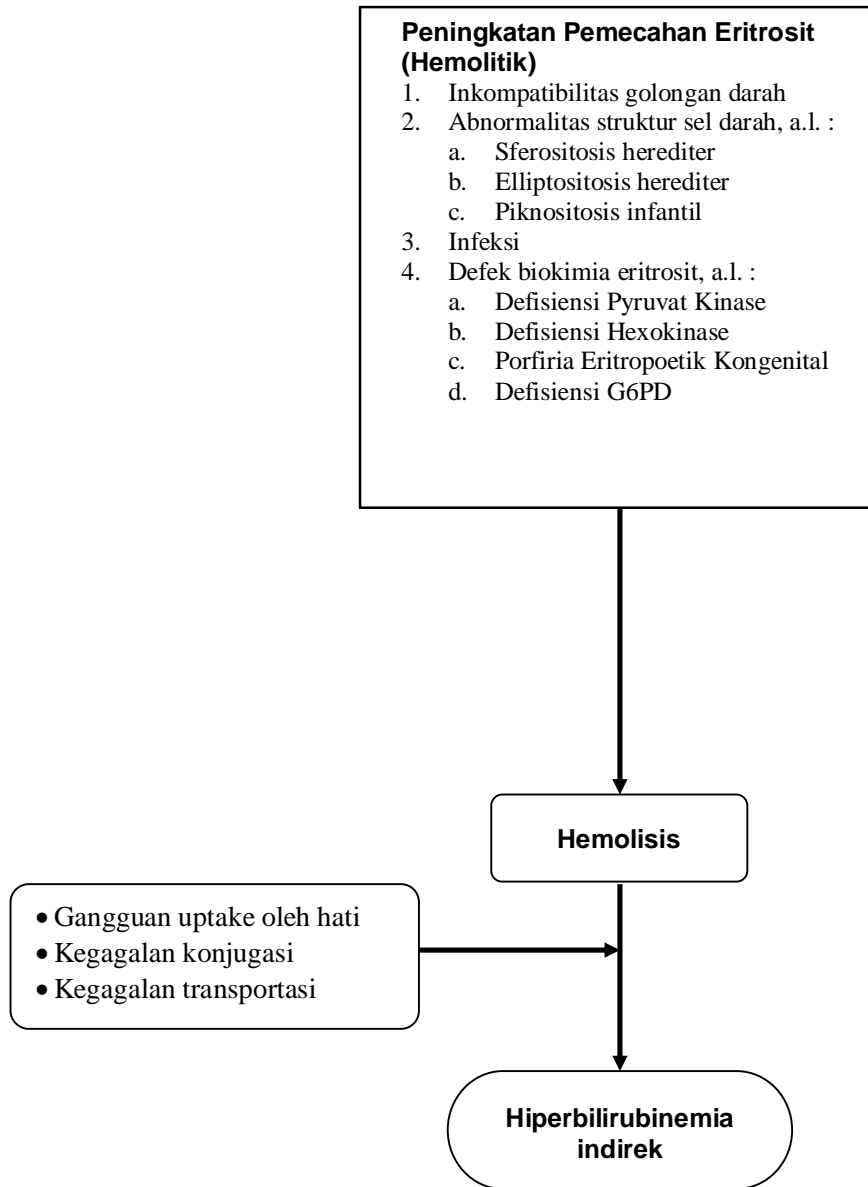 Peningkatan Pemecahan Eritrosit
(Hemolitik)
1. Inkompatibilitas golongan darah
2. Abnormalitas struktur sel darah, a.l. :
a. Sferositosis herediter
b. Elliptositosis herediter
c. Piknositosis infantil
3. Infeksi
4. Defek biokimia eritrosit, a.l. :
a. Defisiensi Pyruvat Kinase
b. Defisiensi Hexokinase
c. Porfiria Eritropoetik Kongenital
d. Defisiensi G6PD
Hemolisis
• Gangguan uptake oleh hati
• Kegagalan konjugasi
• Kegagalan transportasi
Hiperbilirubinemia
indirek